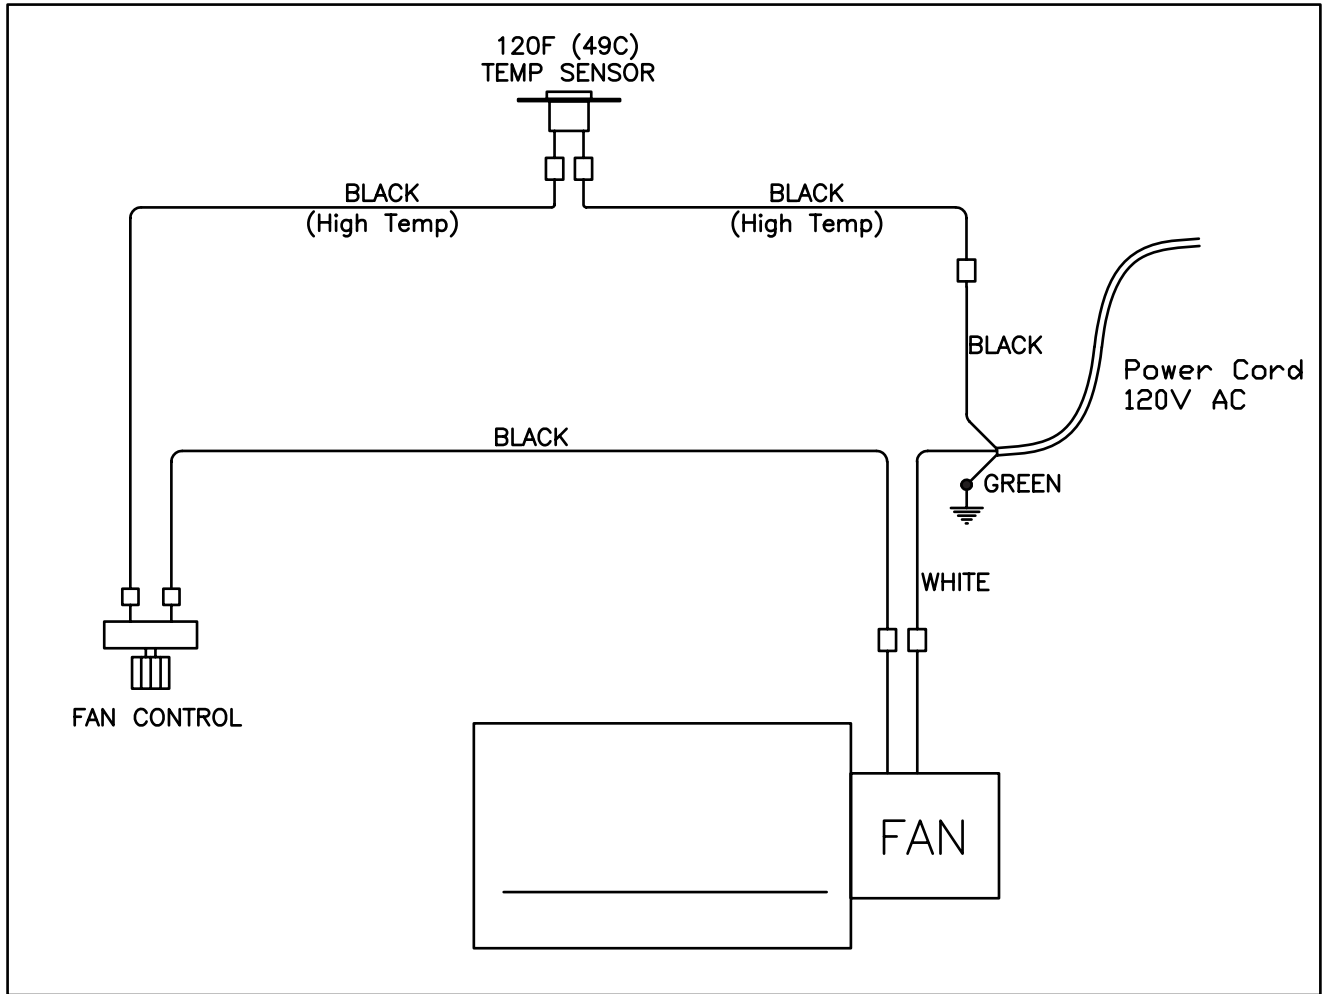 120F (49C)
TEMP SENSOR
BLACK
(High Temp)
BLACK
(High Temp)
BLACK
Power Cord
120V AC
BLACK
GREEN
WHITE
FAN CONTROL
FAN